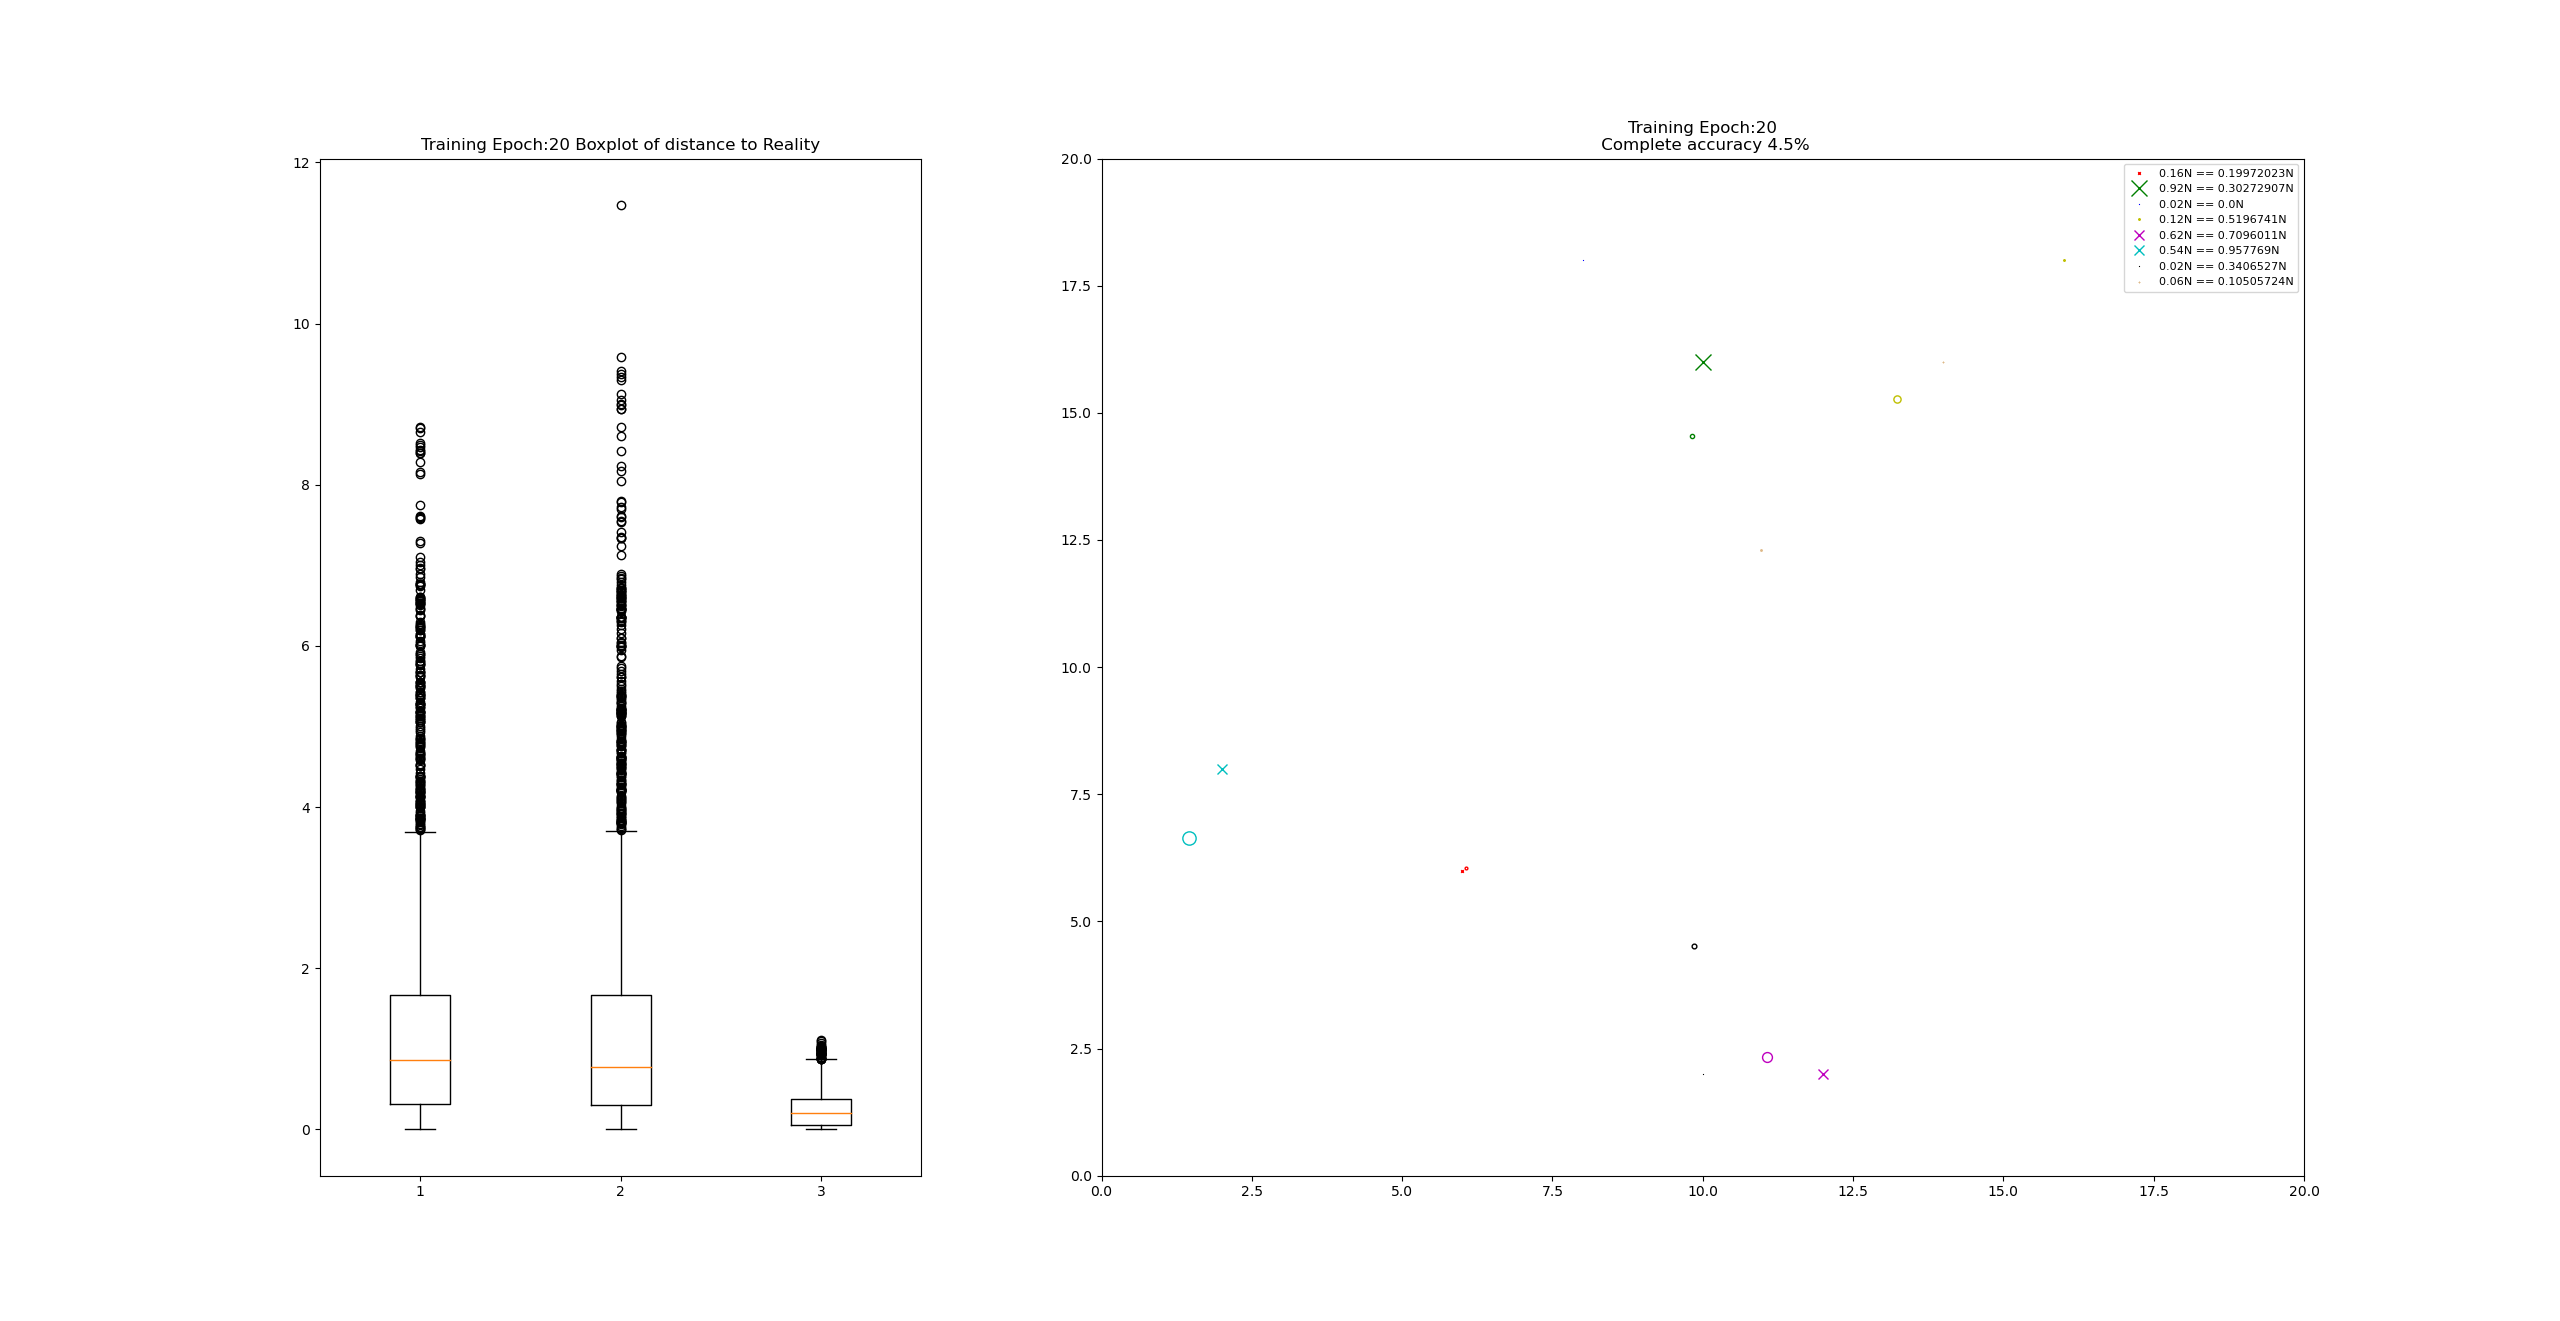 Training Epoch:20 Boxplot of distance to Reality
12
10
8
6
4
2
0
1 2 3
Training Epoch:20
Complete accuracy 4.5%
20.0
17.5
15.0
12.5
10.0
7.5
5.0
2.5
0.0
0.0 2.5 5.0 7.5 10.0 12.5 15.0 17.5 20.0
0.16N == 0.19972023N
0.92N == 0.30272907N
0.02N == 0.0N
0.12N == 0.5196741N
0.62N == 0.7096011N
0.54N == 0.957769N
0.02N == 0.3406527N
0.06N == 0.10505724N